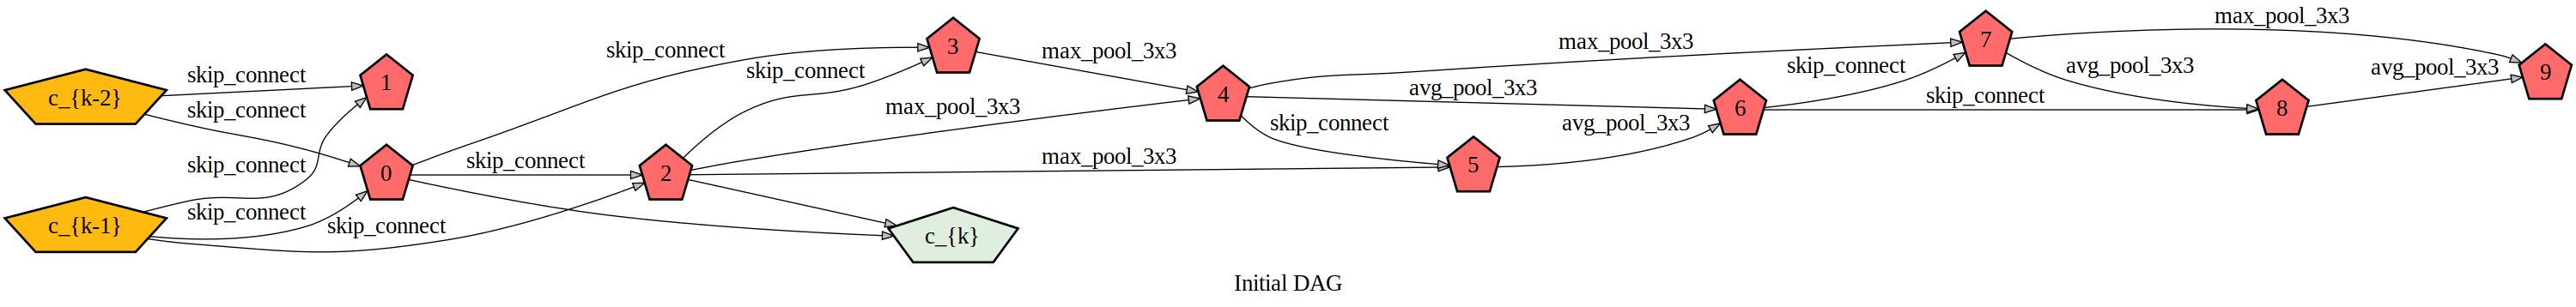 max_pool_3x3
7
3
skip_connect
max_pool_3x3
max_pool_3x3
skip_connect
avg_pool_3x3
avg_pool_3x3
9
skip_connect
skip_connect
1
avg_pool_3x3
c_{k-2}
4
skip_connect
skip_connect
max_pool_3x3
6
8
skip_connect
avg_pool_3x3
skip_connect
skip_connect
max_pool_3x3
5
0
2
skip_connect
c_{k-1}
skip_connect
c_{k}
Initial DAG